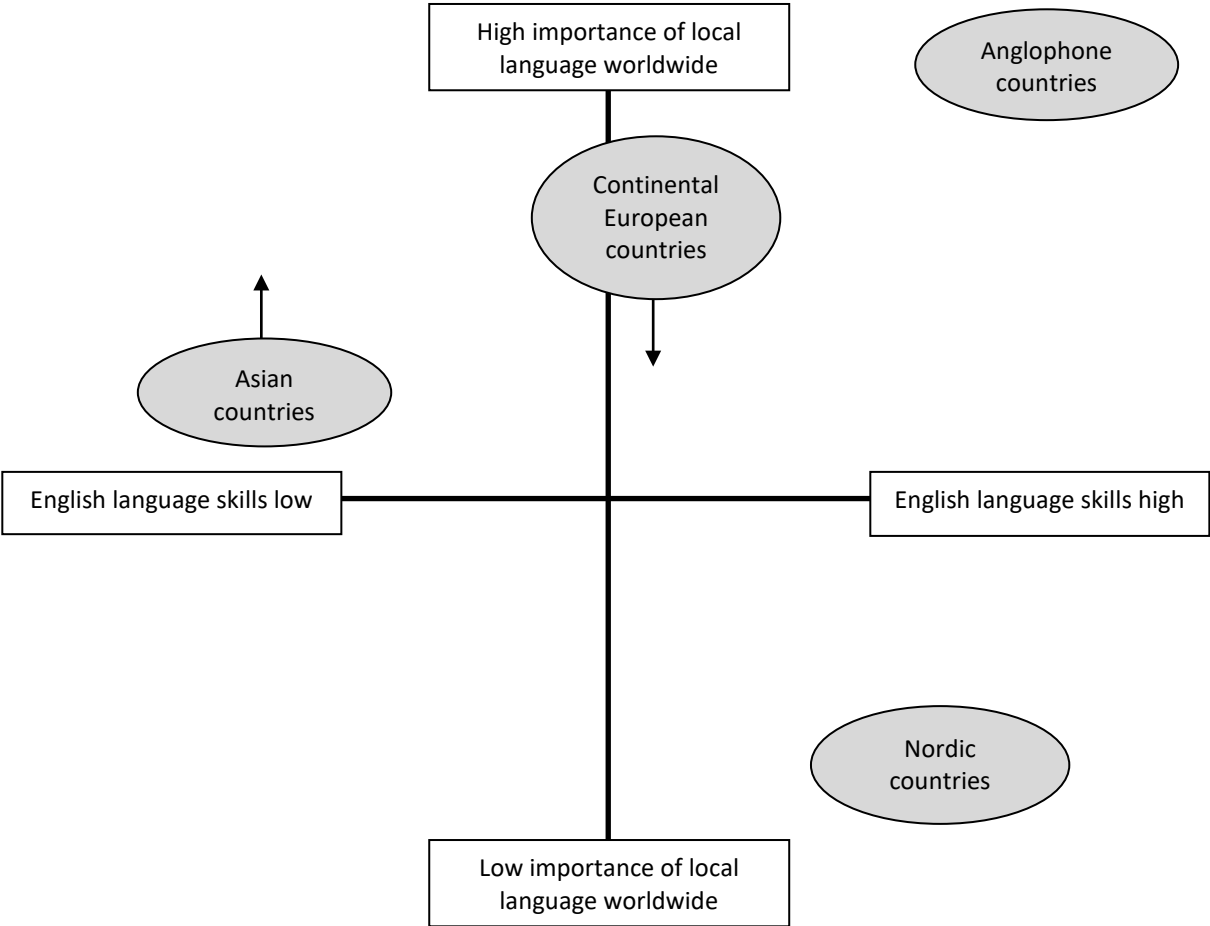 High importance of local
language worldwide
Anglophone
countries
Continental
European
countries
Asian
countries
English language skills low
English language skills high
Nordic
countries
Low importance of local
language worldwide